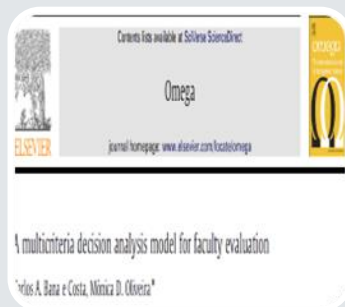 Contents lists available at SciVerse ScienceDirect
Omega
omega
ELSEVIER
journal homepage: www.elsevier.com/locate/omega
A multicriteria decision analysis model for faculty evaluation
Carlos A. Bana e Costa, Mónica D. Oliveira*